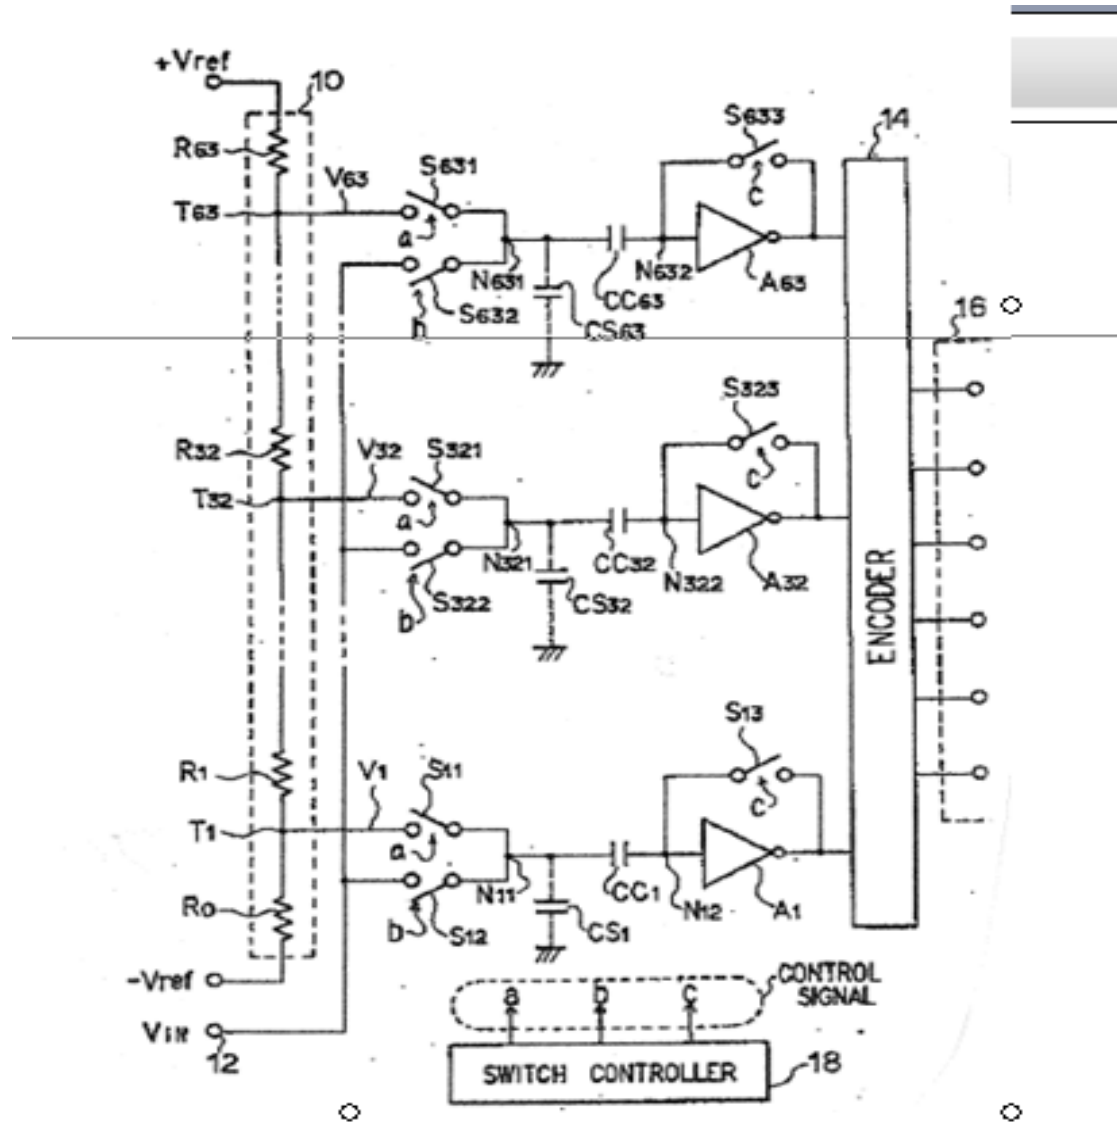 +Vref
10
R63
V63
S631
S633
14
T63
a
c
N631
N632
A63
S632
CC63
h
CS63
16
S323
R32
V32
S321
c
T32
a
N321
CC32
N322
A32
S322
CS32
b
ENCODER
S13
R1
V1
S11
c
T1
a
N11
CC1
N12
A1
R0
b
S12
CS1
-Vref
a b c
CONTROL
SIGNAL
Vin
12
SWITCH CONTROLLER
18